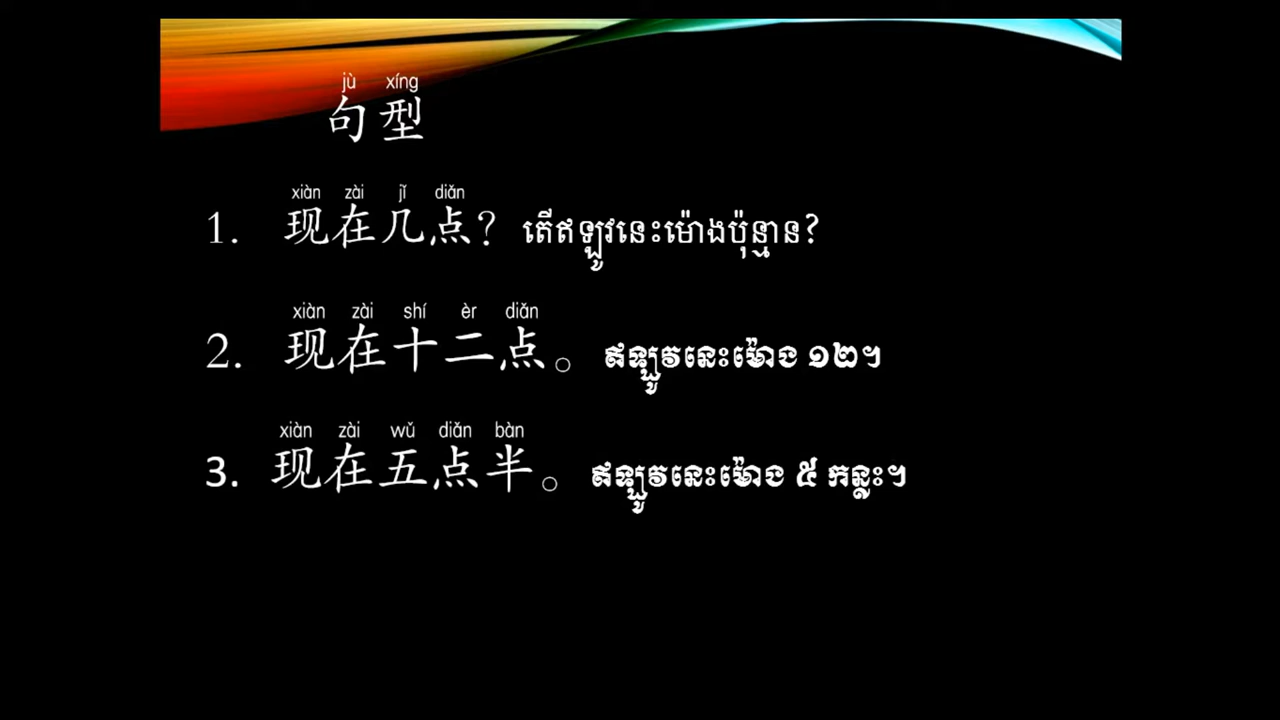 jù xíng
句型
xiàn zài jǐ diǎn
1. 现在几点？ តើឥឡូវនេះម៉ោងប៉ុន្មាន?
xiàn zài shí èr diǎn
2. 现在十二点。 ឥឡូវនេះម៉ោង ១២។
xiàn zài wǔ diǎn bàn
3. 现在五点半。 ឥឡូវនេះម៉ោង ៥ កន្លះ។